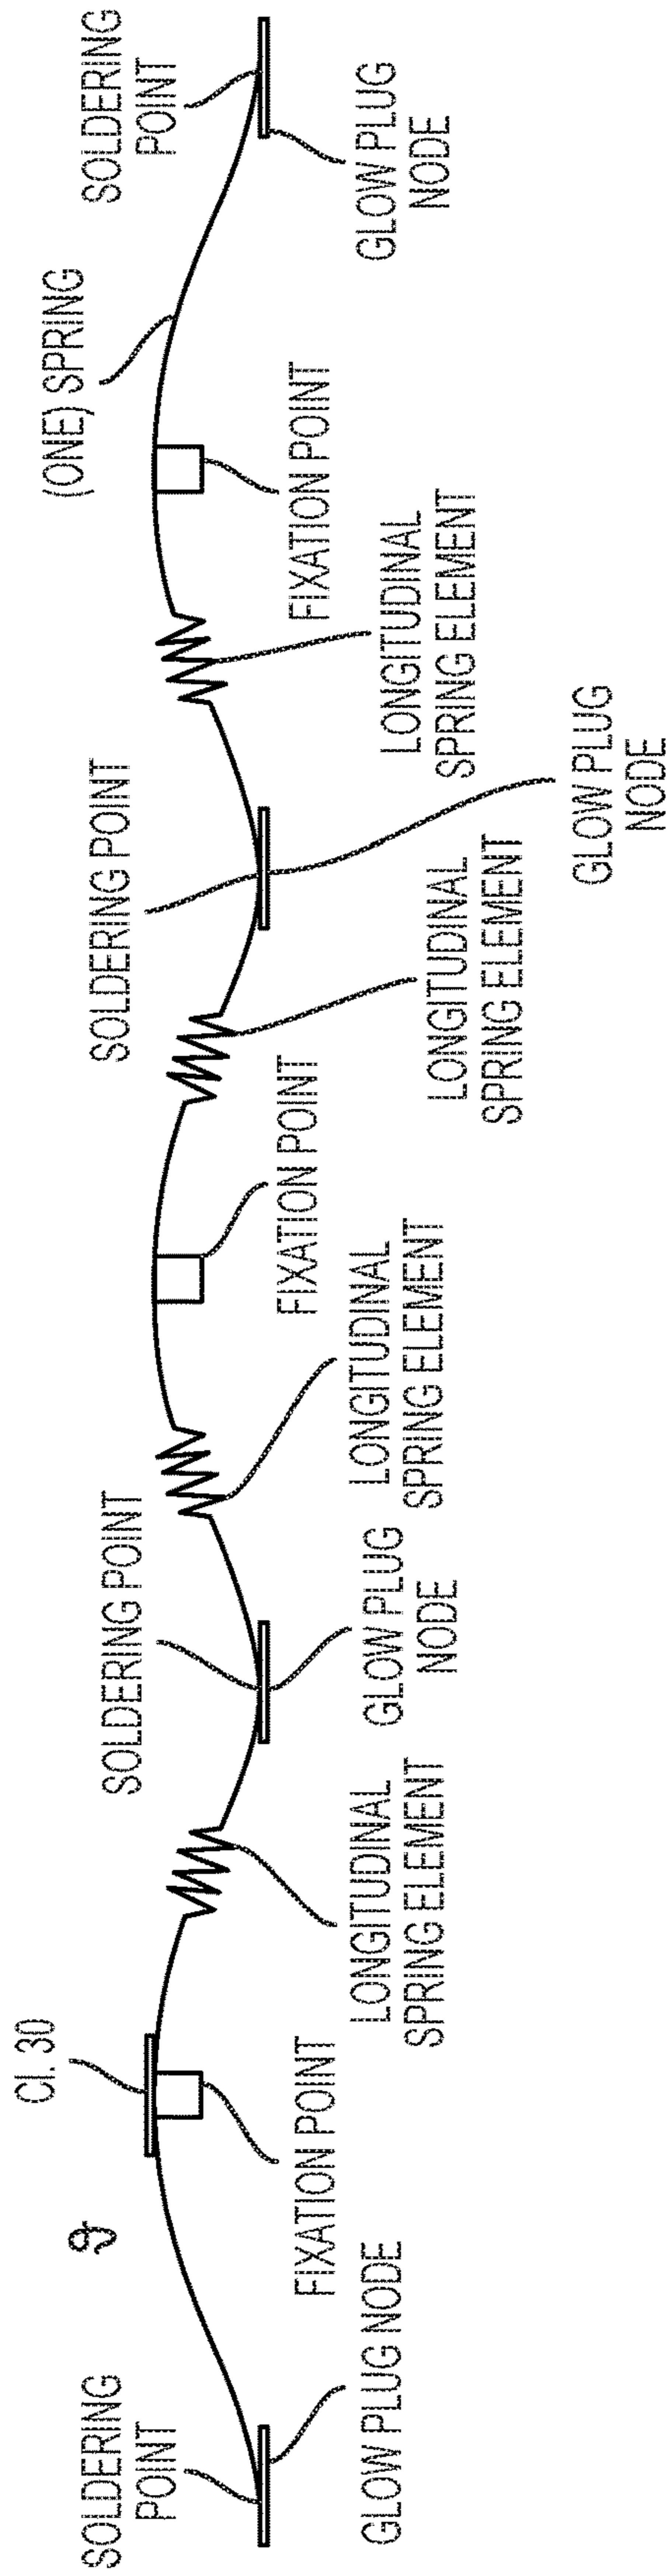 SOLDERING
POINT
GLOW PLUG NODE
ϑ
Cl. 30
FIXATION POINT
LONGITUDINAL
SPRING ELEMENT
SOLDERING POINT
GLOW PLUG
NODE
LONGITUDINAL
SPRING ELEMENT
FIXATION POINT
LONGITUDINAL
SPRING ELEMENT
SOLDERING POINT
GLOW PLUG
NODE
LONGITUDINAL
SPRING ELEMENT
FIXATION POINT
(ONE) SPRING
SOLDERING
POINT
GLOW PLUG
NODE